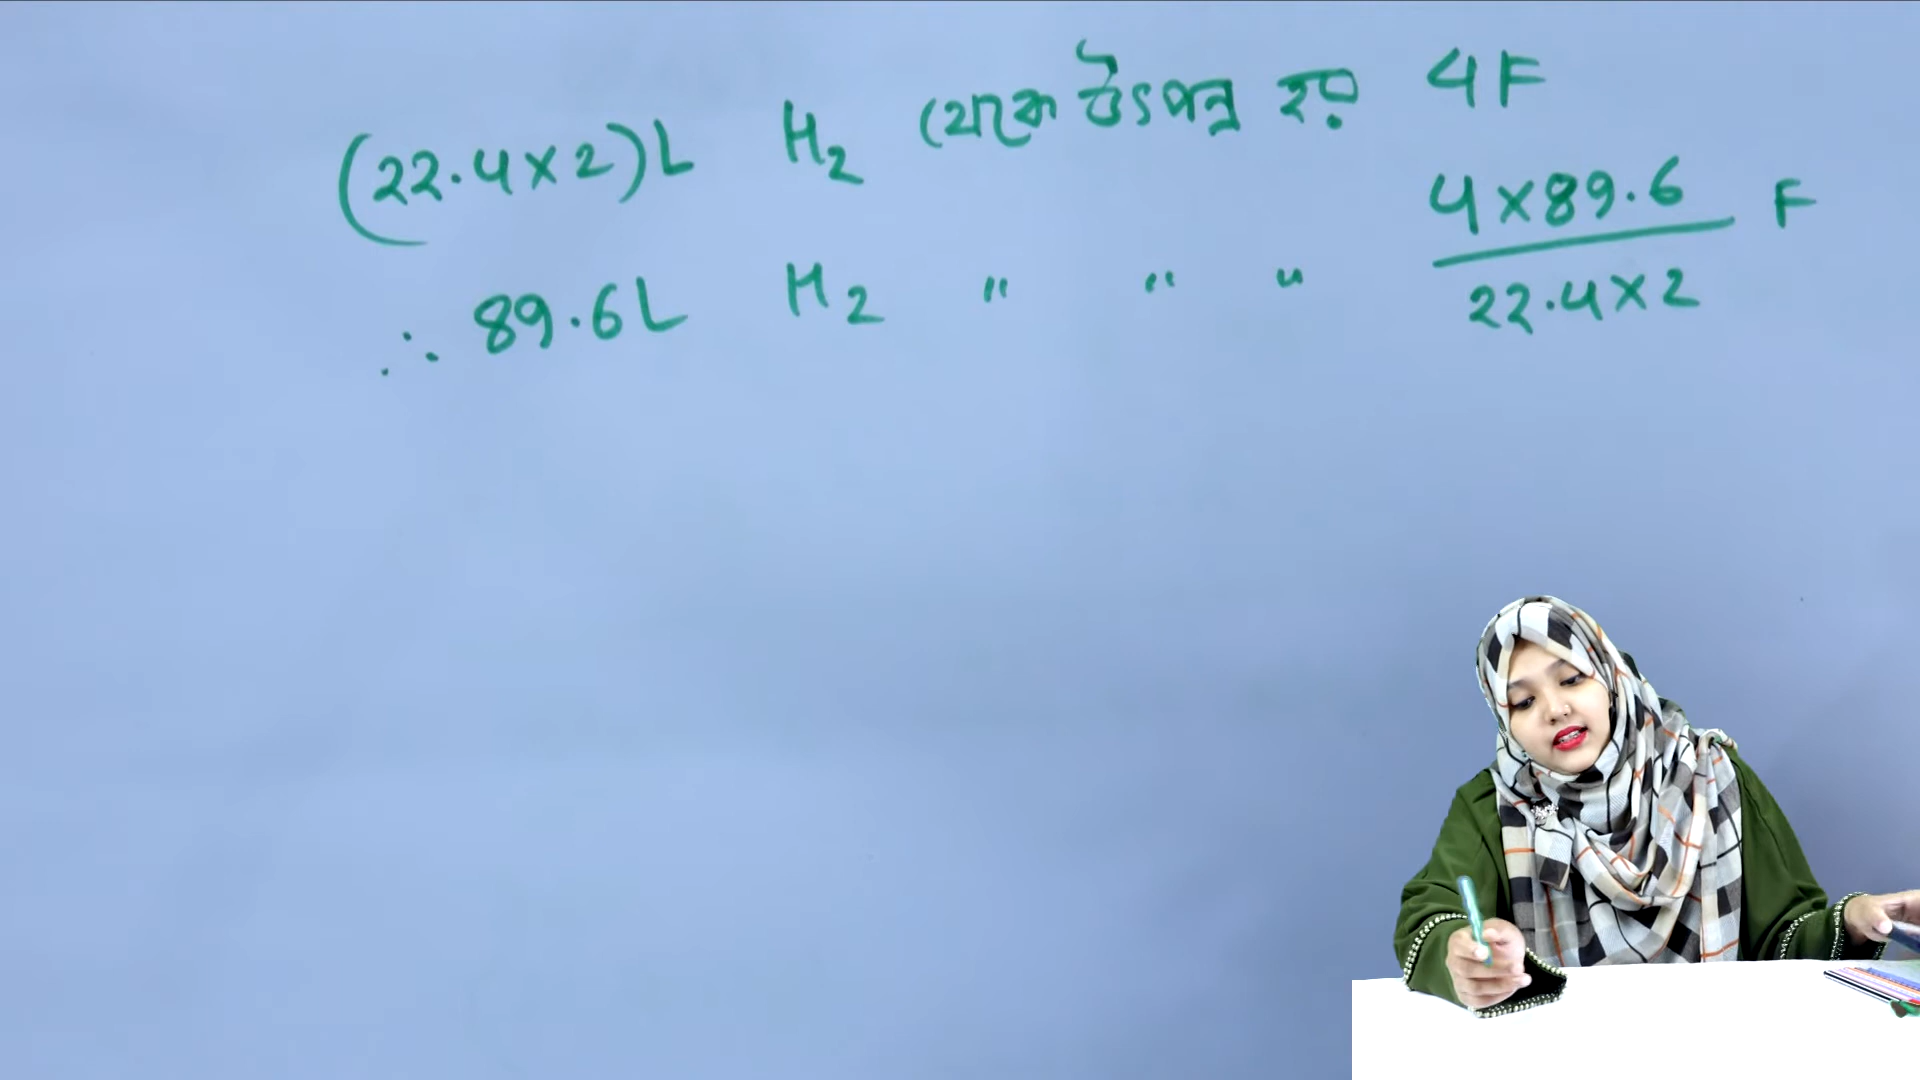 (22.4×2)L H₂ থেকে উৎপন্ন হয় 4F
∴ 89.6L H₂ " " " 4×89.6 F
22.4×2